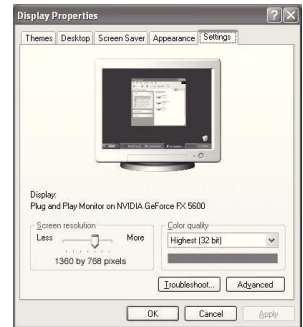 Display Properties
Themes Desktop Screen Saver Appearance Settings
Display:
Plug and Play Monitor on NVIDIA GeForce FX 5600
Screen resolution
Less More
1360 by 768 pixels
Color quality
Highest (32 bit)
Troubleshoot... Advanced
OK Cancel Apply